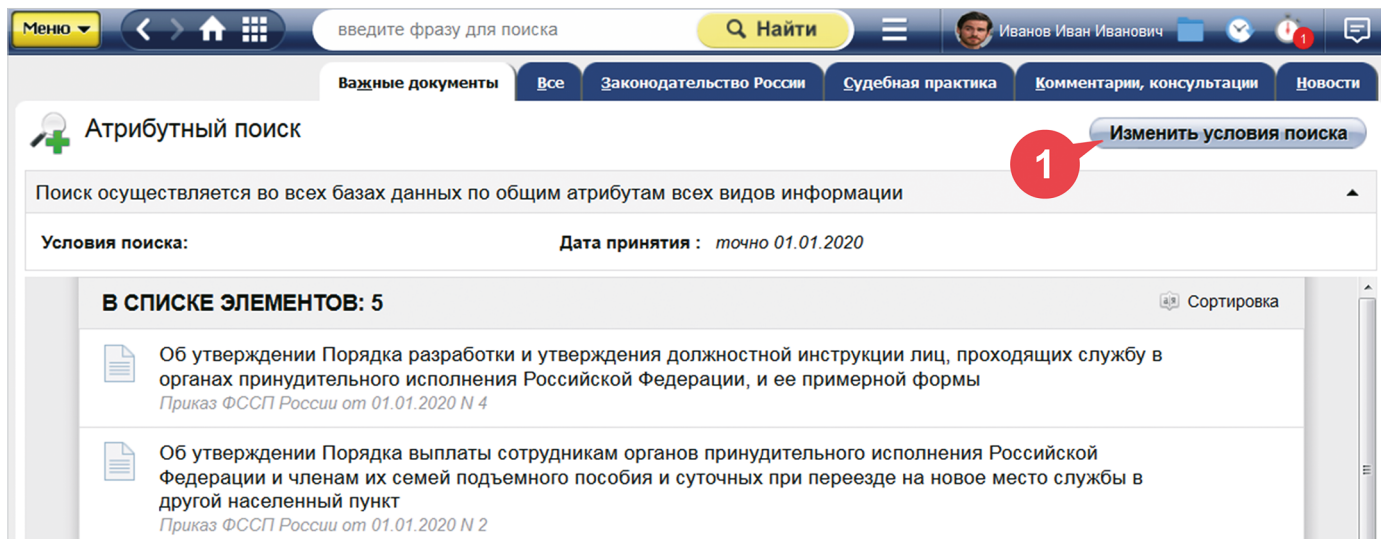 Меню
введите фразу для поиска
Найти
Иванов Иван Иванович
1
Важные документы
Все
Законодательство России
Судебная практика
Комментарии, консультации
Новости
Атрибутный поиск
Изменить условия поиска
1
Поиск осуществляется во всех базах данных по общим атрибутам всех видов информации
Условия поиска:
Дата принятия : точно 01.01.2020
В СПИСКЕ ЭЛЕМЕНТОВ: 5
Сортировка
Об утверждении Порядка разработки и утверждения должностной инструкции лиц, проходящих службу в
органах принудительного исполнения Российской Федерации, и ее примерной формы
Приказ ФССП России от 01.01.2020 N 4
Об утверждении Порядка выплаты сотрудникам органов принудительного исполнения Российской
Федерации и членам их семей подъемного пособия и суточных при переезде на новое место службы в
другой населенный пункт
Приказ ФССП России от 01.01.2020 N 2